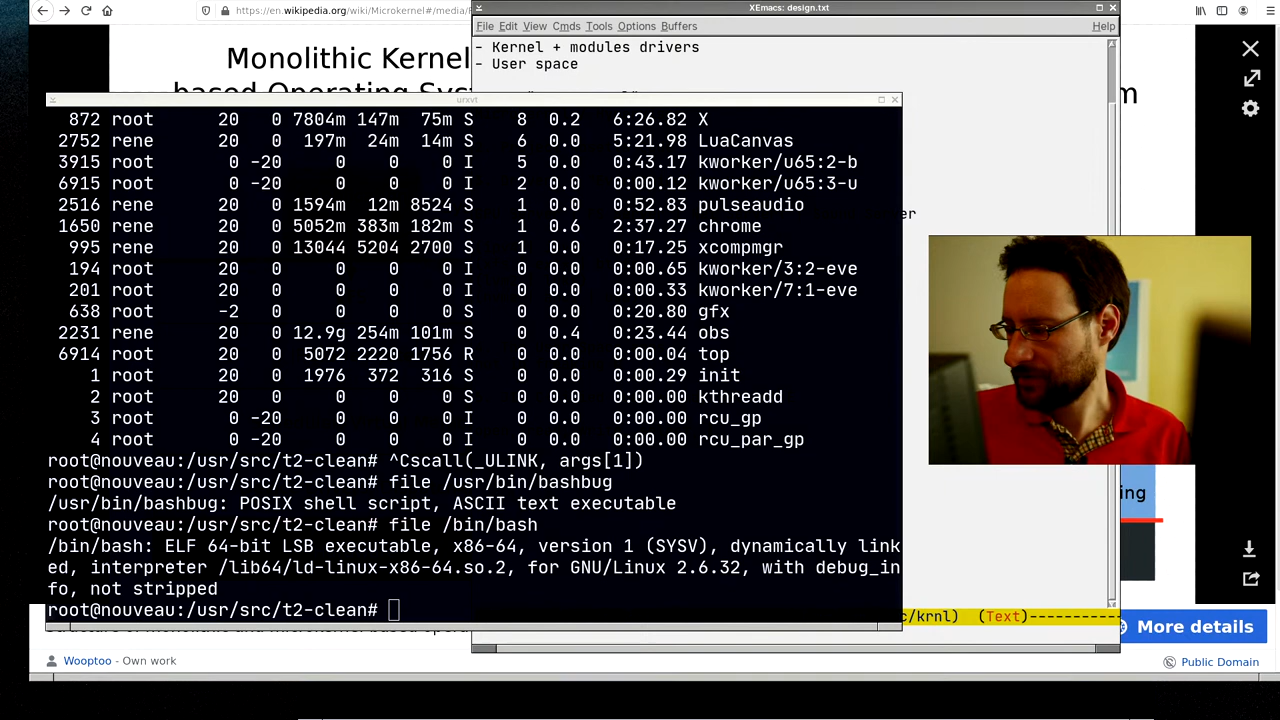 https://en.wikipedia.org/wiki/Microkernel#/media/
XEmacs: design.txt
File Edit View Cmds Tools Options Buffers Help
Monolithic Kernel
based Operating
- Kernel + modules drivers
- User space
urxvt
872 root 20 0 7804m 147m 75m S 8 0.2 6:26.82 X
2752 rene 20 0 197m 24m 14m S 6 0.0 5:21.98 LuaCanvas
3915 root 0 -20 0 0 0 I 5 0.0 0:43.17 kworker/u65:2-b
6915 root 0 -20 0 0 0 I 2 0.0 0:00.12 kworker/u65:3-u
2516 rene 20 0 1594m 12m 8524 S 1 0.0 0:52.83 pulseaudio
1650 rene 20 0 5052m 383m 182m S 1 0.6 2:37.27 chrome
995 rene 20 0 13044 5204 2700 S 1 0.0 0:17.25 xcompmgr
194 root 20 0 0 0 0 I 0 0.0 0:00.65 kworker/3:2-eve
201 root 20 0 0 0 0 I 0 0.0 0:00.33 kworker/7:1-eve
638 root -2 0 0 0 0 S 0 0.0 0:20.80 gfx
2231 rene 20 0 12.9g 254m 101m S 0 0.4 0:23.44 obs
6914 root 20 0 5072 2220 1756 R 0 0.0 0:00.04 top
1 root 20 0 1976 372 316 S 0 0.0 0:00.29 init
2 root 20 0 0 0 0 S 0 0.0 0:00.00 kthreadd
3 root 0 -20 0 0 0 I 0 0.0 0:00.00 rcu_gp
4 root 0 -20 0 0 0 I 0 0.0 0:00.00 rcu_par_gp
root@nouveau:/usr/src/t2-clean# ^Cscall(_ULINK, args[1])
root@nouveau:/usr/src/t2-clean# file /usr/bin/bashbug
/usr/bin/bashbug: POSIX shell script, ASCII text executable
root@nouveau:/usr/src/t2-clean# file /bin/bash
/bin/bash: ELF 64-bit LSB executable, x86-64, version 1 (SYSV), dynamically link
ed, interpreter /lib64/ld-linux-x86-64.so.2, for GNU/Linux 2.6.32, with debug_in
fo, not stripped
root@nouveau:/usr/src/t2-clean#
er
m
ing
c/krnl) (Text)-----------
More details
Wooptoo - Own work
Public Domain